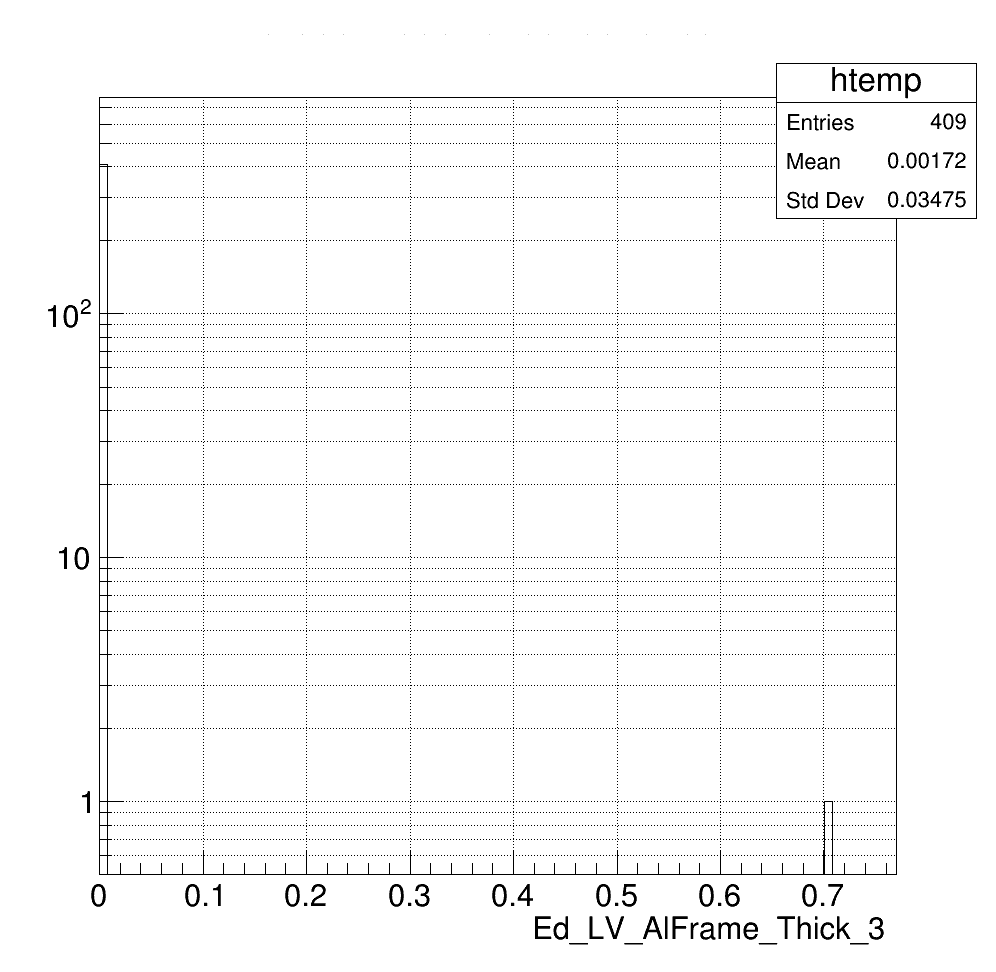 htemp
Entries 409
Mean 0.00172
Std Dev 0.03475
10²
10
1
0 0.1 0.2 0.3 0.4 0.5 0.6 0.7
Ed_LV_AlFrame_Thick_3